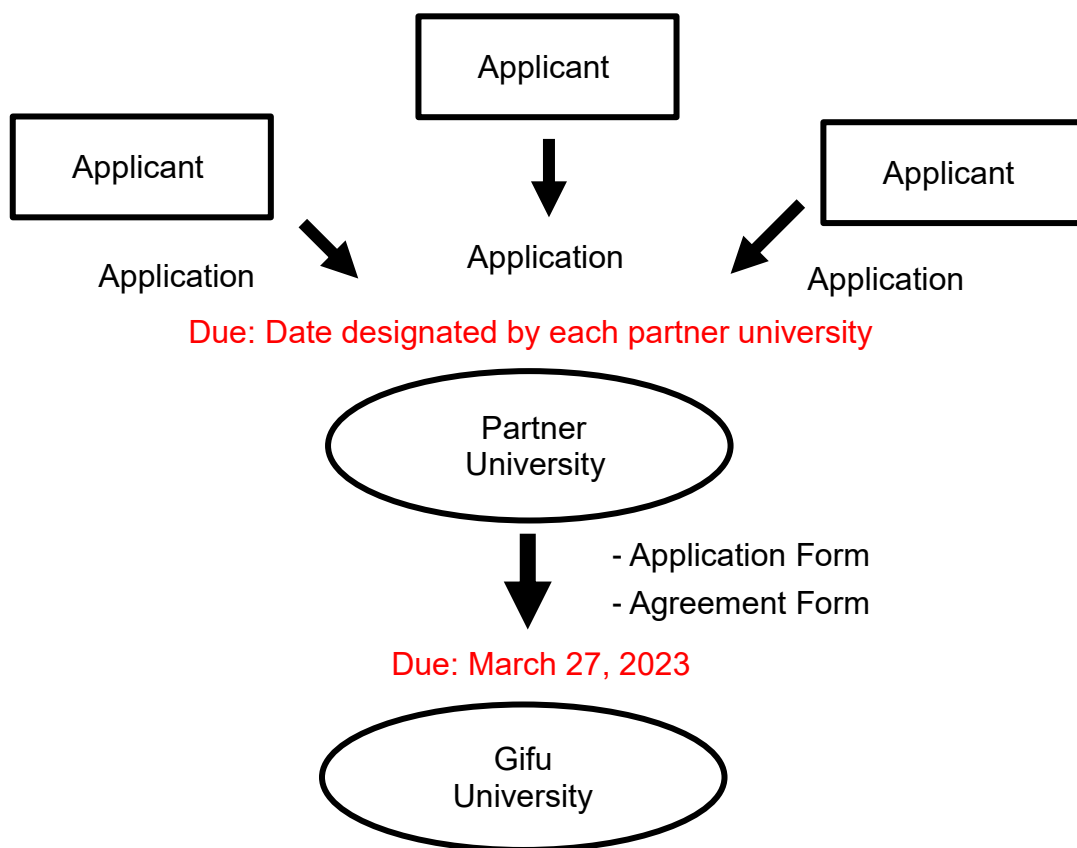 Applicant
Applicant
Applicant
Application
Application
Application
Due: Date designated by each partner university
Partner
University
- Application Form
- Agreement Form
Due: March 27, 2023
Gifu
University